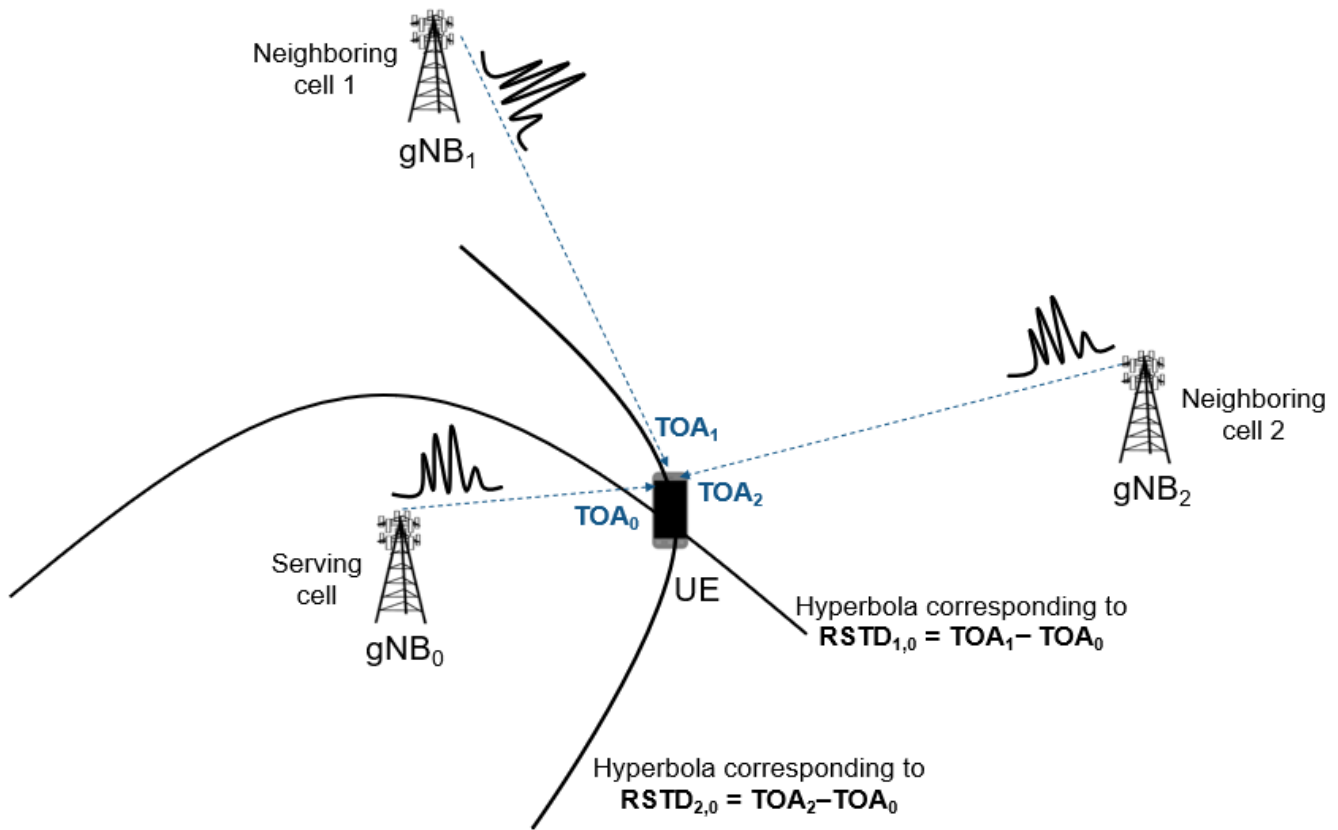 Neighboring
cell 1
gNB₁
TOA₁
Neighboring
cell 2
gNB₂
TOA₂
TOA₀
Serving
cell
gNB₀
UE
Hyperbola corresponding to
RSTD₁,₀ = TOA₁− TOA₀
Hyperbola corresponding to
RSTD₂,₀ = TOA₂−TOA₀